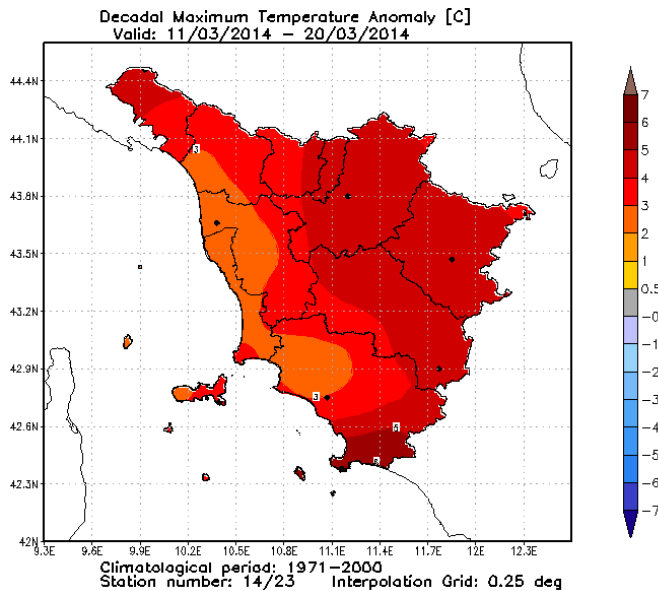 Decadal Maximum Temperature Anomaly [C]
Valid: 11/03/2014 – 20/03/2014
44.4N
44.1N
43.8N
43.5N
43.2N
42.9N
42.6N
42.3N
42N
9.3E 9.6E 9.9E 10.2E 10.5E 10.8E 11.1E 11.4E 11.7E 12E 12.3E
3
3
5
7
6
5
4
3
2
1
0.5
-0
-1
-2
-3
-4
-5
-6
-7
Climatological period: 1971-2000
Station number: 14/23 Interpolation Grid: 0.25 deg